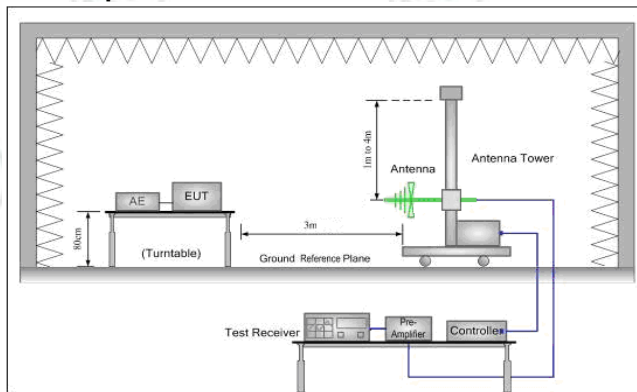 1m to 4m
Antenna
Antenna Tower
AE
EUT
80cm
(Turntable)
3m
Ground Reference Plane
Test Receiver
Pre-
Amplifier
Controller